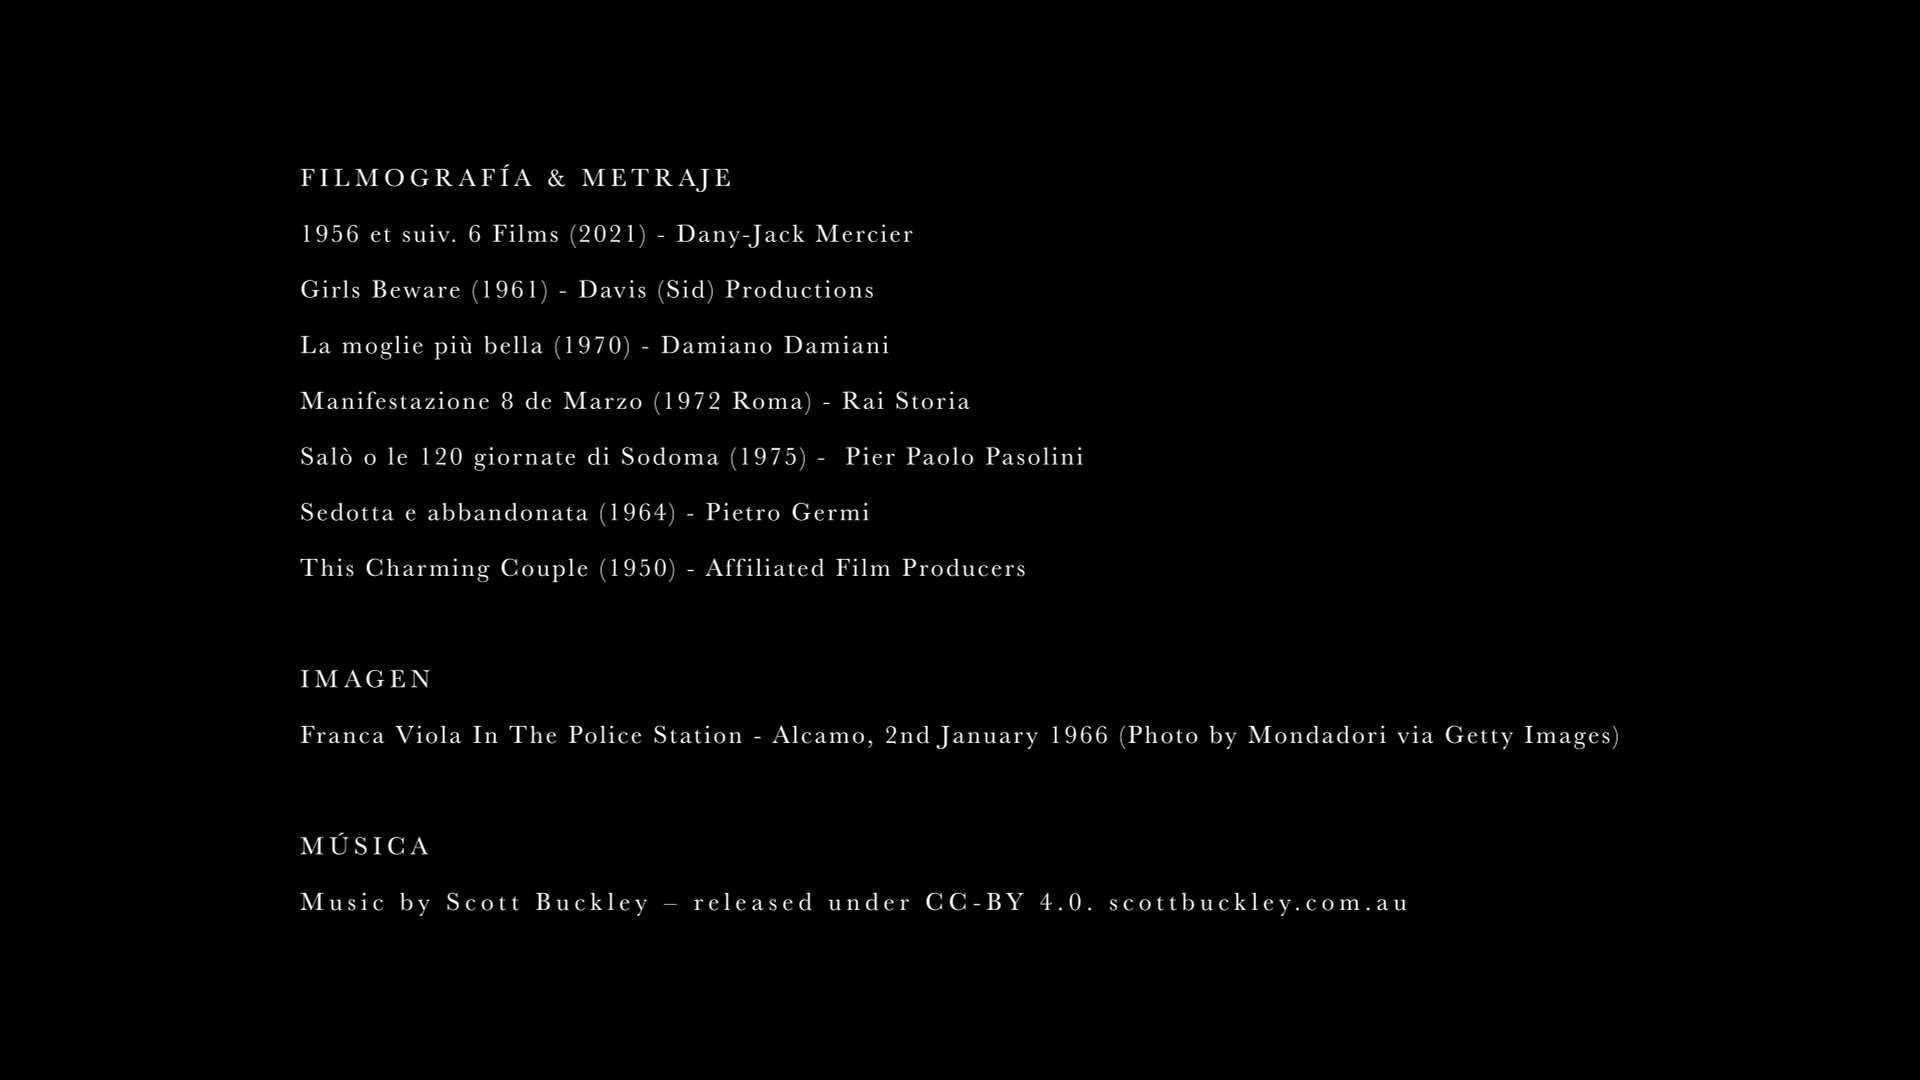 FILMOGRAFÍA & METRAJE
1956 et suiv. 6 Films (2021) - Dany-Jack Mercier
Girls Beware (1961) - Davis (Sid) Productions
La moglie più bella (1970) - Damiano Damiani
Manifestazione 8 de Marzo (1972 Roma) - Rai Storia
Salò o le 120 giornate di Sodoma (1975) -  Pier Paolo Pasolini
Sedotta e abbandonata (1964) - Pietro Germi
This Charming Couple (1950) - Affiliated Film Producers
IMAGEN
Franca Viola In The Police Station - Alcamo, 2nd January 1966 (Photo by Mondadori via Getty Images)
MÚSICA
Music by Scott Buckley – released under CC-BY 4.0. scottbuckley.com.au